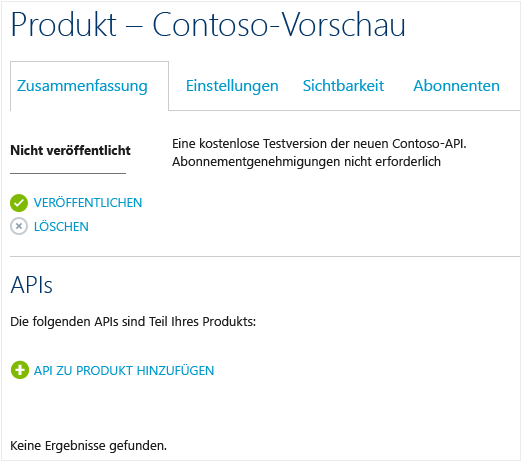 Produkt – Contoso-Vorschau
Zusammenfassung Einstellungen Sichtbarkeit Abonnenten
Nicht veröffentlicht
Eine kostenlose Testversion der neuen Contoso-API.
Abonnementgenehmigungen nicht erforderlich
VERÖFFENTLICHEN
LÖSCHEN
APIs
Die folgenden APIs sind Teil Ihres Produkts:
API ZU PRODUKT HINZUFÜGEN
Keine Ergebnisse gefunden.